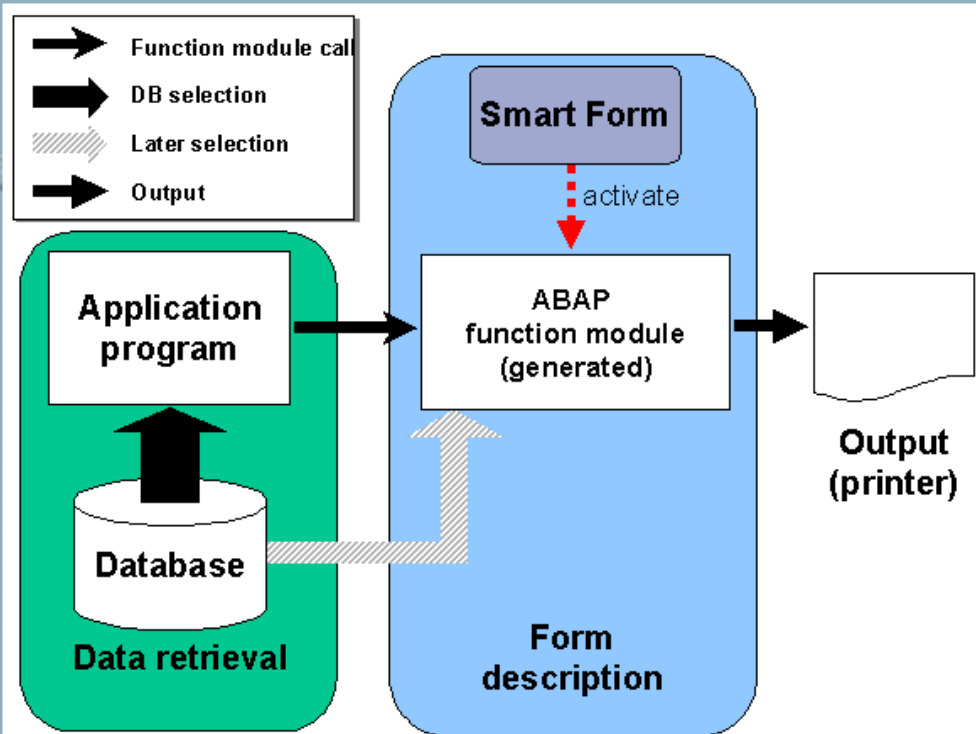 Function module call
DB selection
Later selection
Output
Smart Form
activate
Application
program
ABAP
function module
(generated)
Output
(printer)
Database
Data retrieval
Form
description